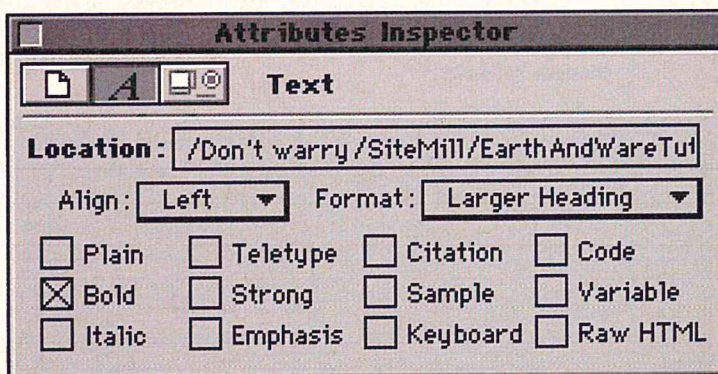 Attributes Inspector
A Text
Location: /Don't warry/SiteMill/EarthAndWareTut
Align: Left Format: Larger Heading
Plain Teletype Citation Code
Bold Strong Sample Variable
Italic Emphasis Keyboard Raw HTML